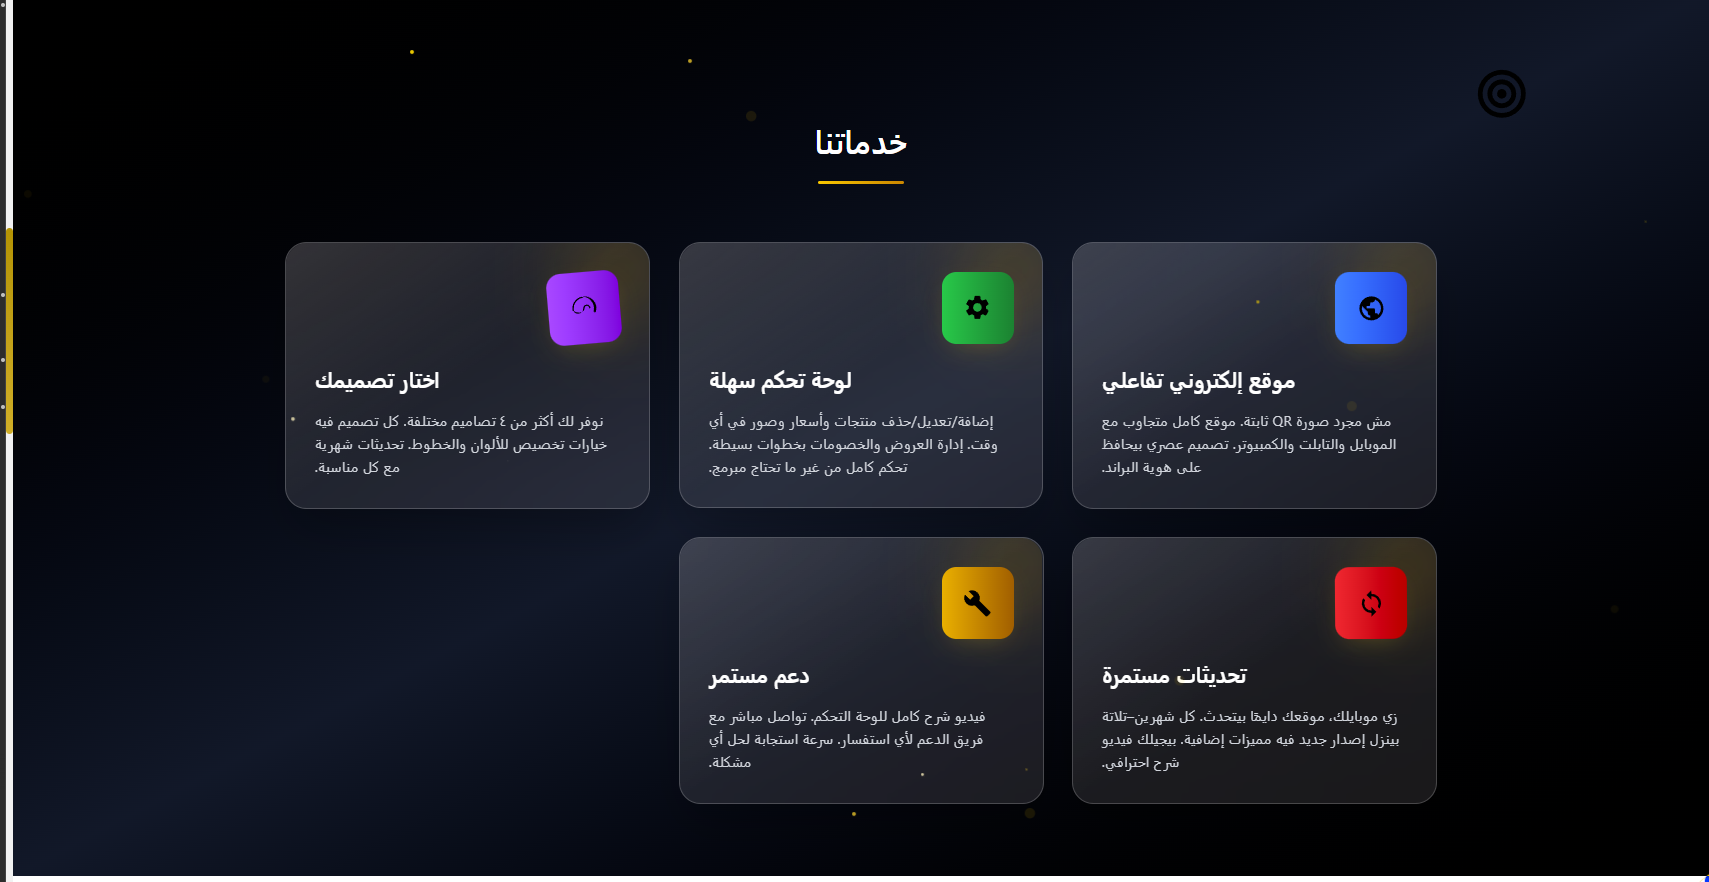 خدماتنا
موقع إلكتروني تفاعلي
مش مجرد صورة QR ثابتة. موقع كامل متجاوب مع
الموبايل والتابلت والكمبيوتر. تصميم عصري بيحافظ
على هوية البراند.
لوحة تحكم سهلة
إضافة/تعديل/حذف منتجات وأسعار وصور في أي
وقت. إدارة العروض والخصومات بخطوات بسيطة.
تحكم كامل من غير ما تحتاج مبرمج.
اختار تصميمك
نوفر لك أكثر من ٤ تصاميم مختلفة. كل تصميم فيه
خيارات تخصيص للألوان والخطوط. تحديثات شهرية
مع كل مناسبة.
تحديثات مستمرة
زي موبايلك، موقعك دايمًا بيتحدث. كل شهرين–تلاتة
بينزل إصدار جديد فيه مميزات إضافية. بيجيلك فيديو
شرح احترافي.
دعم مستمر
فيديو شرح كامل للوحة التحكم. تواصل مباشر مع
فريق الدعم لأي استفسار. سرعة استجابة لحل أي
مشكلة.